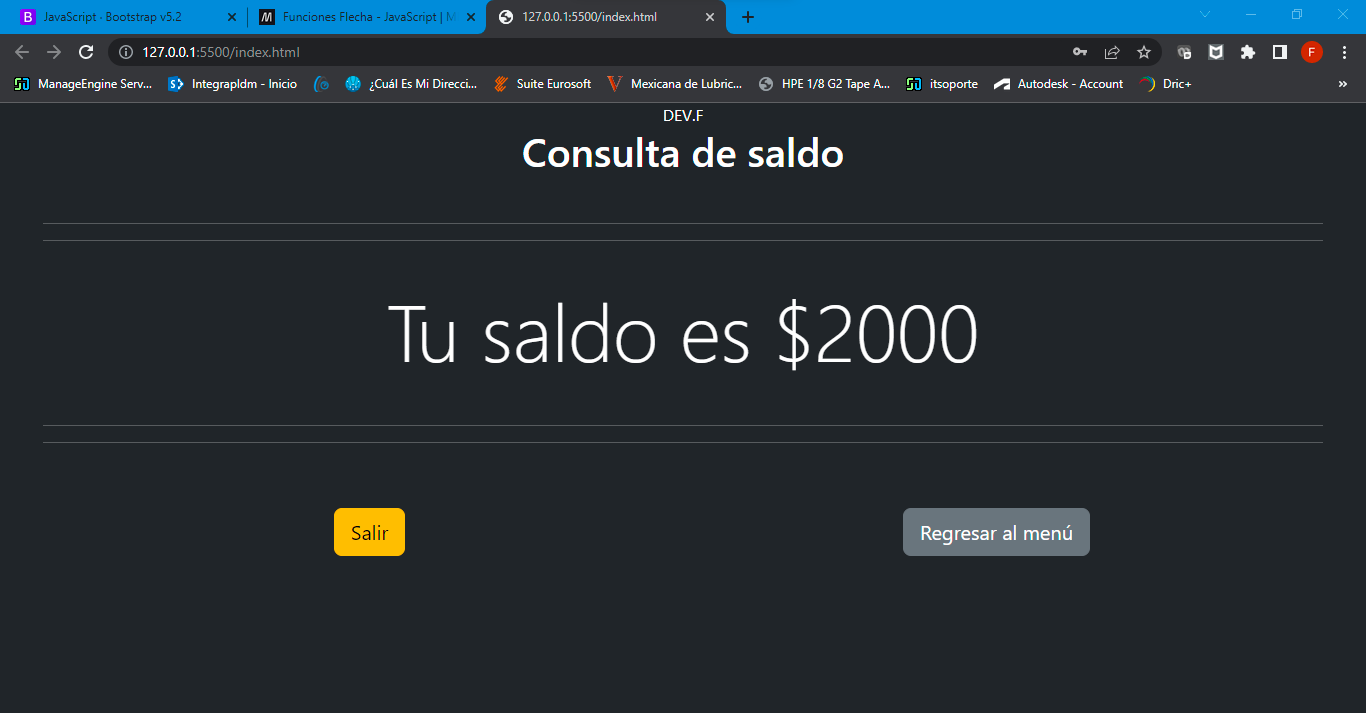 JavaScript · Bootstrap v5.2
Funciones Flecha - JavaScript | M
127.0.0.1:5500/index.html
127.0.0.1:5500/index.html
F
ManageEngine Serv...
Integrapldm - Inicio
¿Cuál Es Mi Direcci...
Suite Eurosoft
Mexicana de Lubric...
HPE 1/8 G2 Tape A...
itsoporte
Autodesk - Account
Dric+
DEV.F
Consulta de saldo
Tu saldo es $2000
Salir
Regresar al menú